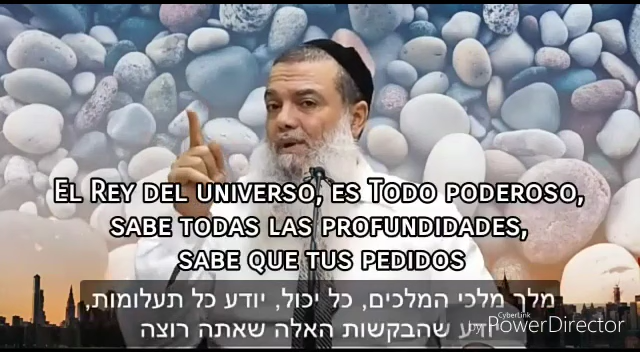 El Rey del universo, es Todo poderoso,
sabe todas las profundidades,
sabe que tus pedidos
מלך מלכי המלכים, כל יכול, יודע כל תעלומות,
שהבקשות האלה שאתה רוצה
CyberLink
by PowerDirector